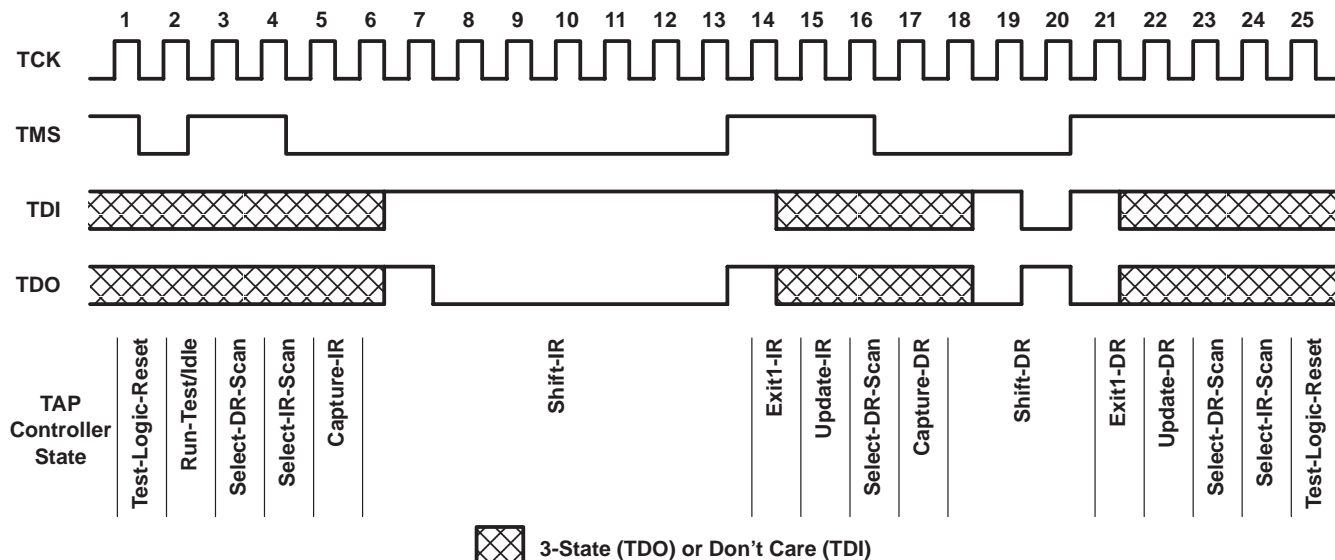 1 2 3 4 5 6 7 8 9 10 11 12 13 14 15 16 17 18 19 20 21 22 23 24 25
TCK
TMS
TDI
TDO
TAP
Controller
State
Test-Logic-Reset
Run-Test/Idle
Select-DR-Scan
Select-IR-Scan
Capture-IR
Shift-IR
Exit1-IR
Update-IR
Select-DR-Scan
Capture-DR
Shift-DR
Exit1-DR
Update-DR
Select-DR-Scan
Select-IR-Scan
Test-Logic-Reset
3-State (TDO) or Don't Care (TDI)